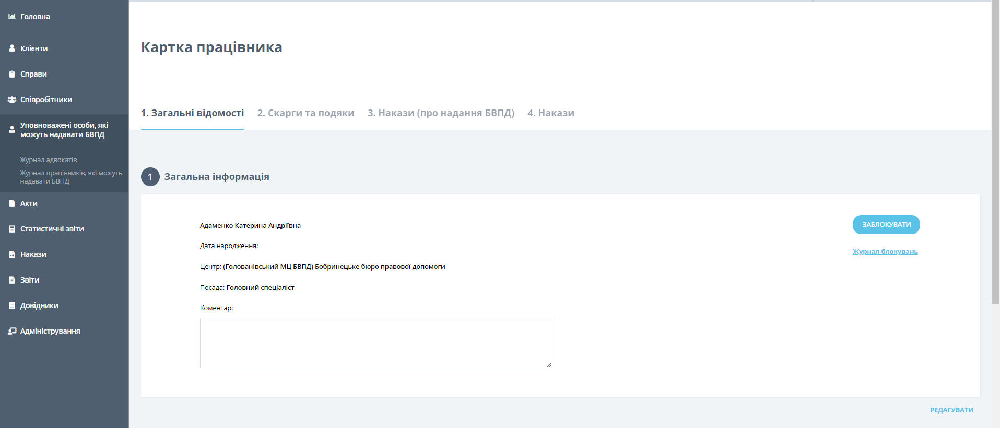 Головна
Клієнти
Справи
Співробітники
Уповноважені особи, які
можуть надавати БВПД
Журнал адвокатів
Журнал працівників, які можуть
надавати БВПД
Акти
Статистичні звіти
Накази
Звіти
Довідники
Адміністрування
Картка працівника
1. Загальні відомості 2. Скарги та подяки 3. Накази (про надання БВПД) 4. Накази
1 Загальна інформація
Адаменко Катерина Андріївна
ЗАБЛОКУВАТИ
Дата народження:
Журнал блокувань
Центр: (Голованівський МЦ БВПД) Бобринецьке бюро правової допомоги
Посада: Головний спеціаліст
Коментар:
РЕДАГУВАТИ